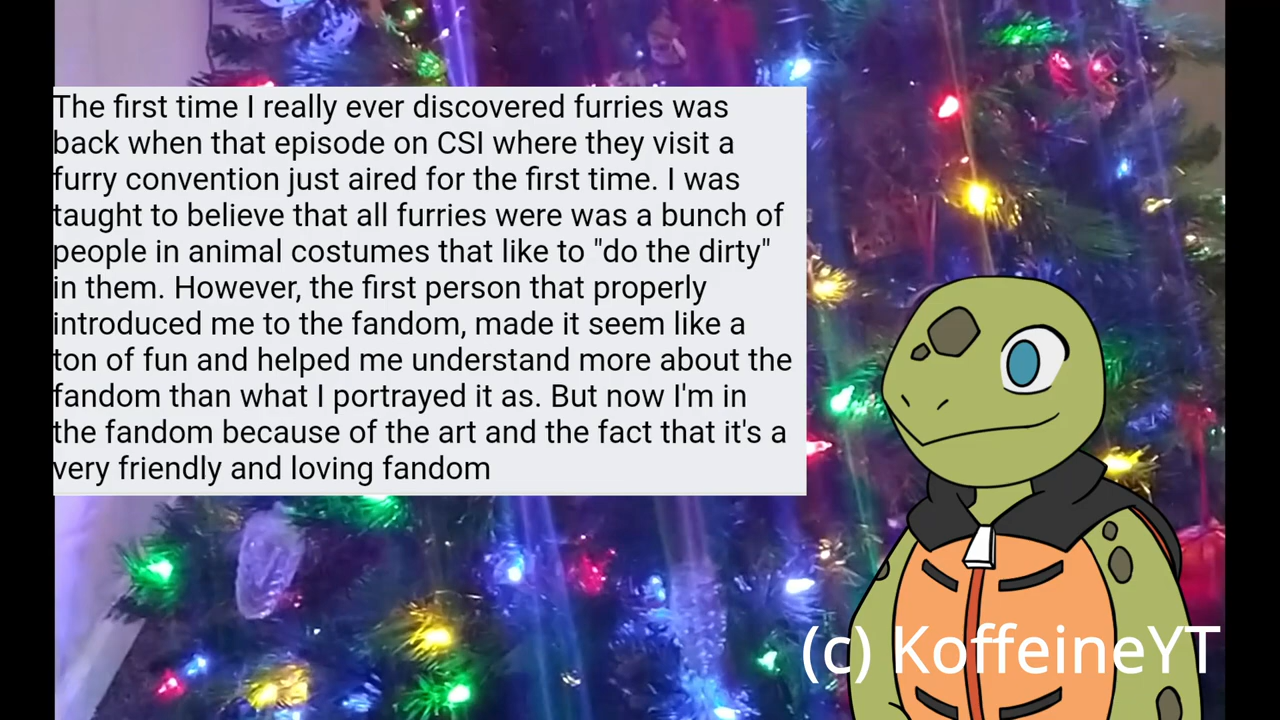 The first time I really ever discovered furries was
back when that episode on CSI where they visit a
furry convention just aired for the first time. I was
taught to believe that all furries were was a bunch of
people in animal costumes that like to "do the dirty"
in them. However, the first person that properly
introduced me to the fandom, made it seem like a
ton of fun and helped me understand more about the
fandom than what I portrayed it as. But now I'm in
the fandom because of the art and the fact that it's a
very friendly and loving fandom
(c) KoffeineYT